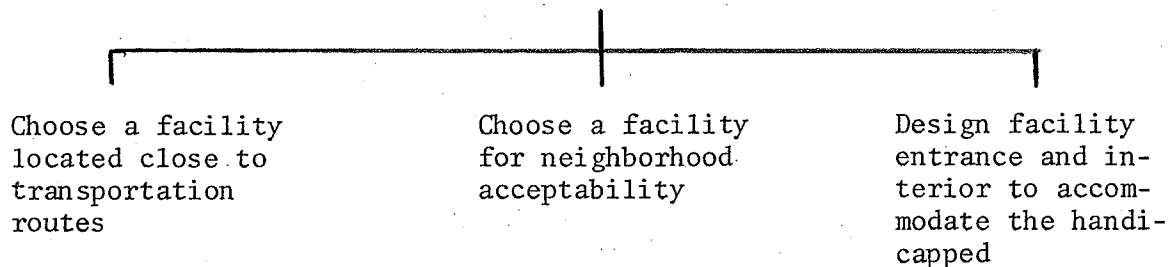 Choose a facility
located close to
transportation
routes
Choose a facility
for neighborhood
acceptability
Design facility
entrance and in-
terior to accom-
modate the handi-
capped